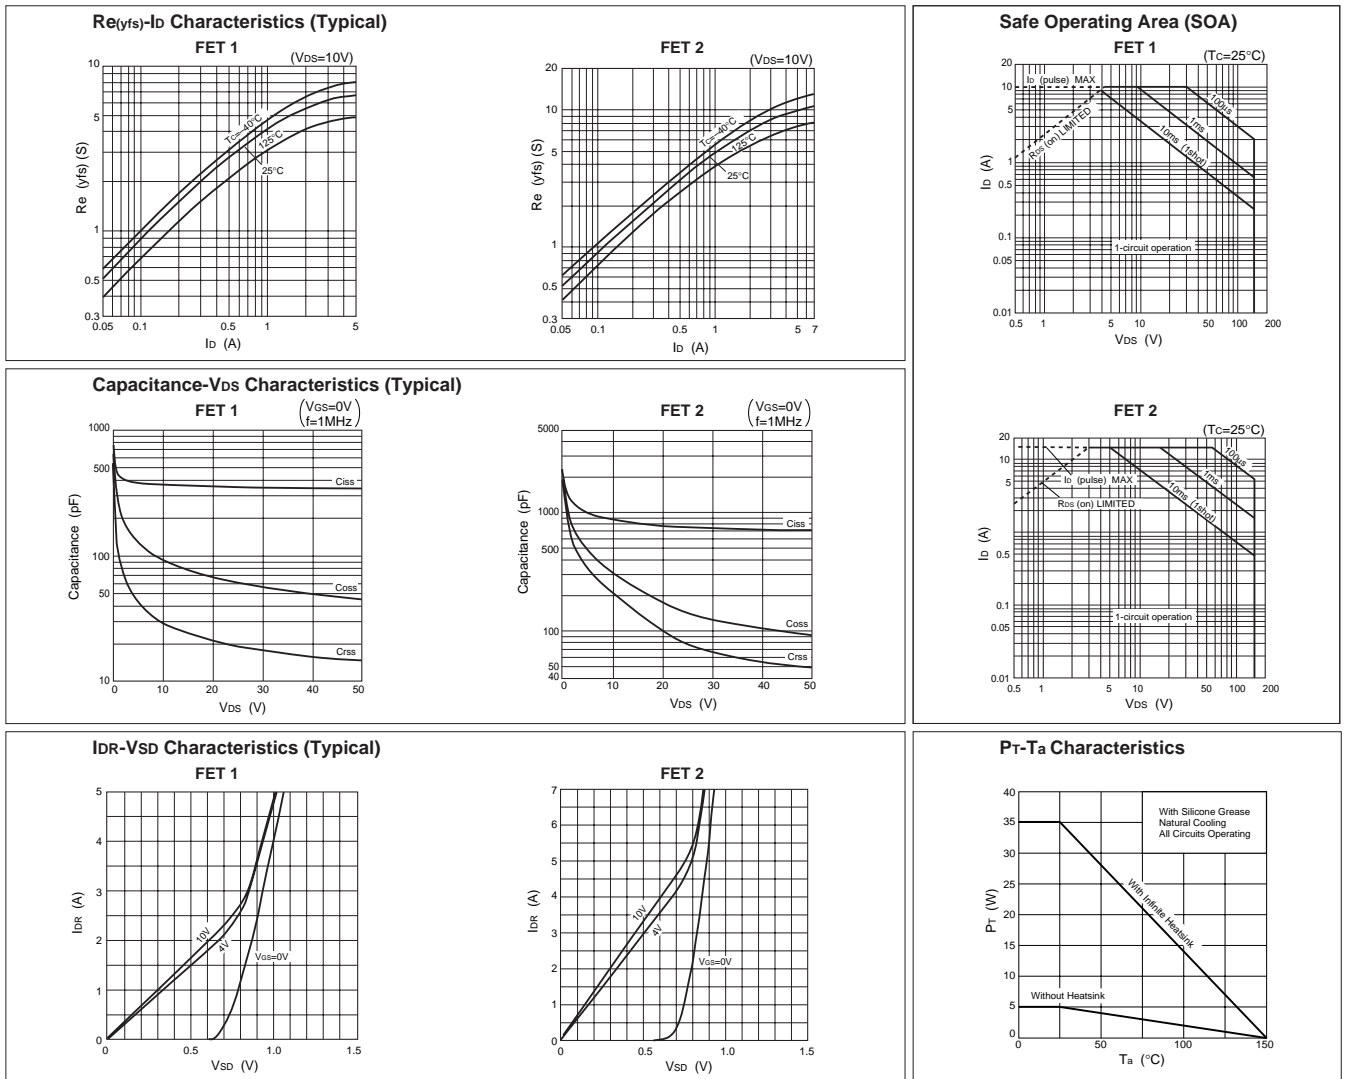 Re(yfs)-ID Characteristics (Typical)
FET 1
(VDS=10V)
10
5
1
0.5
0.3
Re (yfs) (S)
TC=–40°C
125°C
25°C
0.05 0.1 0.5 1 5
ID (A)
FET 2
(VDS=10V)
20
10
5
1
0.5
0.3
Re (yfs) (S)
TC=–40°C
125°C
25°C
0.05 0.1 0.5 1 5 7
ID (A)
Safe Operating Area (SOA)
FET 1
(TC=25°C)
20
10
5
1
0.5
0.1
0.05
0.01
ID (A)
ID (pulse) MAX
RDS (on) LIMITED
100µs
1ms
10ms (1shot)
1-circuit operation
0.5 1 5 10 50 100 200
VDS (V)
FET 2
(TC=25°C)
20
10
5
1
0.5
0.1
0.05
0.01
ID (A)
100µs
1ms
10ms (1shot)
ID (pulse) MAX
RDS (on) LIMITED
1-circuit operation
0.5 1 5 10 50 100 200
VDS (V)
Capacitance-VDS Characteristics (Typical)
FET 1
VGS=0V
f=1MHz
1000
500
100
50
10
Capacitance (pF)
Ciss
Coss
Crss
0 10 20 30 40 50
VDS (V)
FET 2
VGS=0V
f=1MHz
5000
1000
500
100
50
40
Capacitance (pF)
Ciss
Coss
Crss
0 10 20 30 40 50
VDS (V)
IDR-VSD Characteristics (Typical)
FET 1
5
4
3
2
1
0
IDR (A)
10V
4V
VGS=0V
0 0.5 1.0 1.5
VSD (V)
FET 2
7
6
5
4
3
2
1
0
IDR (A)
10V
4V
VGS=0V
0 0.5 1.0 1.5
VSD (V)
PT-Ta Characteristics
40
35
30
25
20
15
10
5
0
PT (W)
With Silicone Grease
Natural Cooling
All Circuits Operating
With Infinite Heatsink
Without Heatsink
0 50 100 150
Ta (°C)